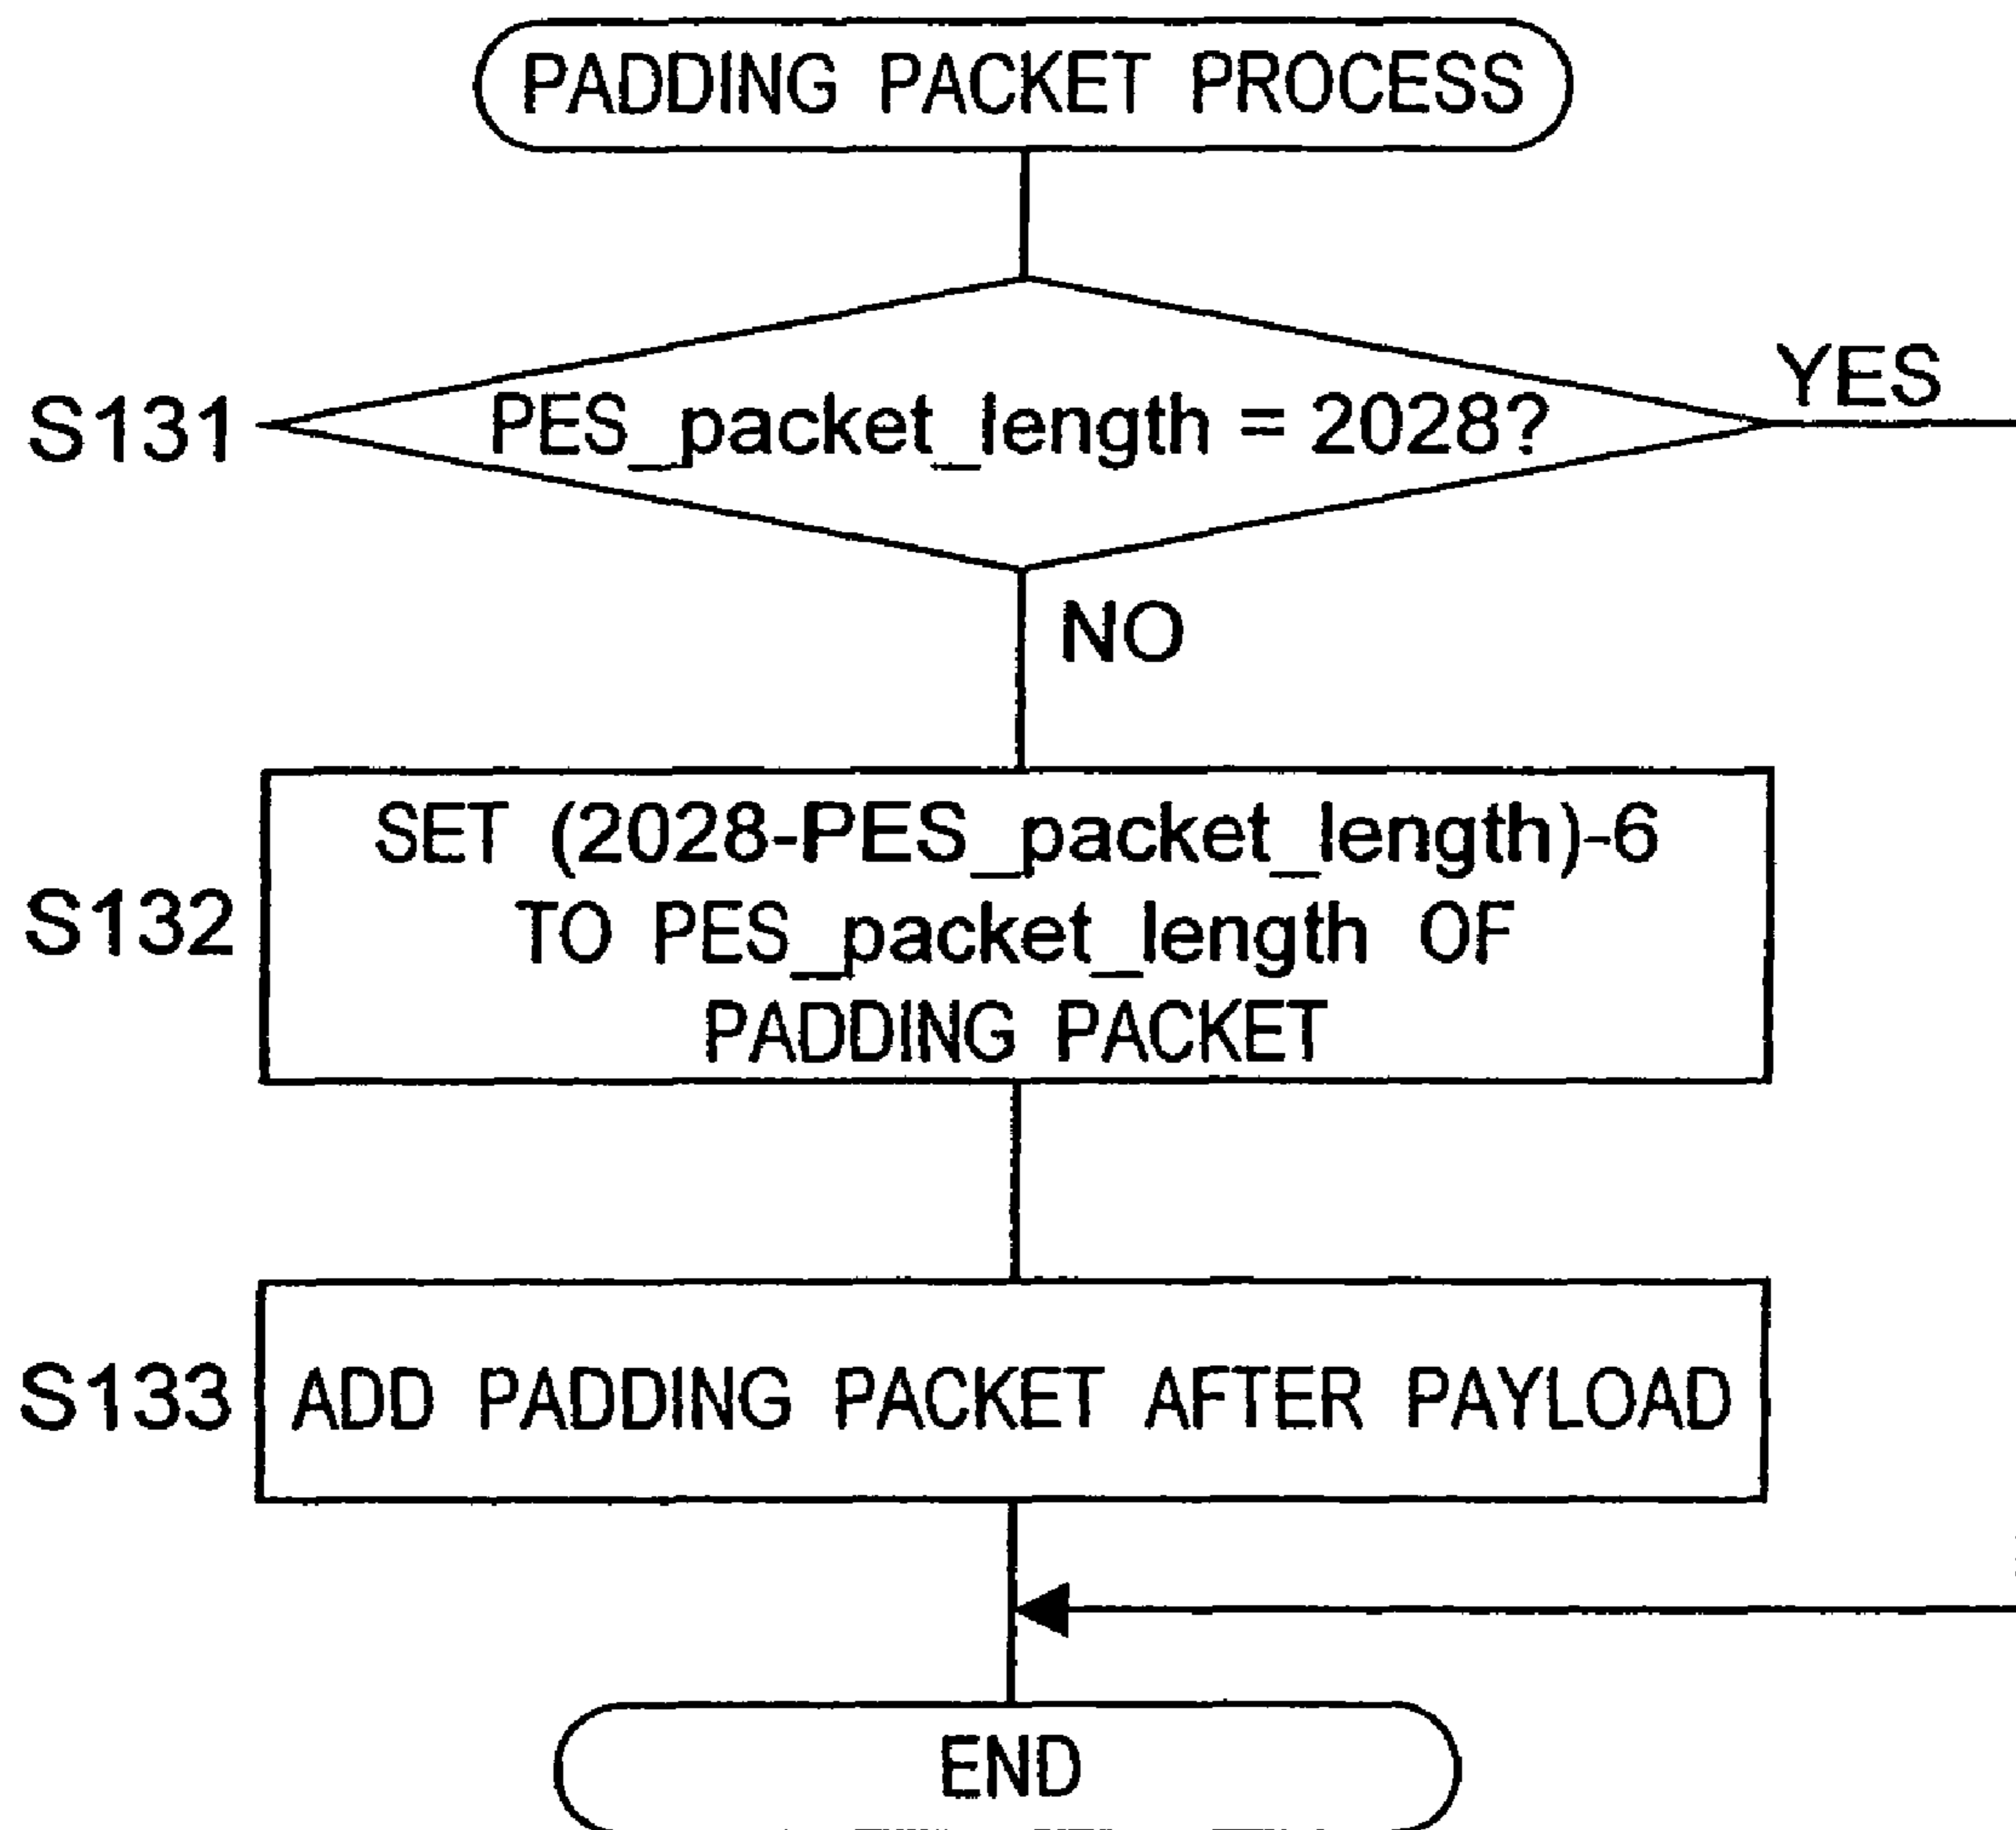 PADDING PACKET PROCESS
S131
PES_packet_length = 2028?
YES
NO
S132
SET (2028-PES_packet_length)-6
TO PES_packet_length OF
PADDING PACKET
S133
ADD PADDING PACKET AFTER PAYLOAD
END